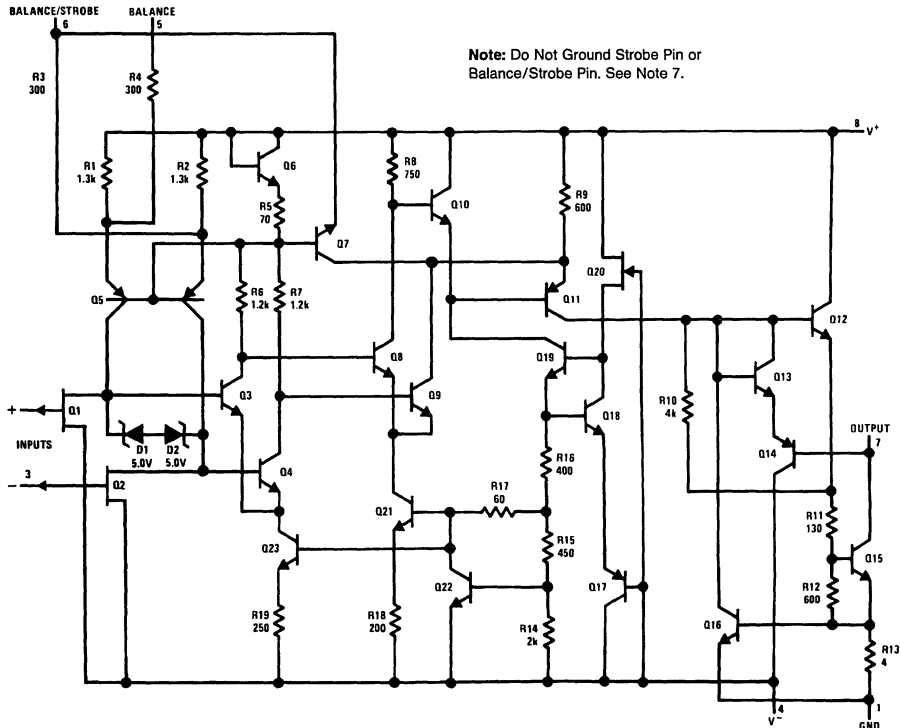 BALANCE/STROBE
6
BALANCE
5
Note: Do Not Ground Strobe Pin or
Balance/Strobe Pin. See Note 7.
R3
300
R4
300
8
V+
R1
1.3k
R2
1.3k
Q6
R5
70
R8
750
Q10
R9
600
Q7
Q20
Q5
R6
1.2k
R7
1.2k
Q11
Q12
Q8
Q19
Q3
Q9
Q13
+
Q1
R10
4k
Q18
D1
5.0V
D2
5.0V
INPUTS
OUTPUT
7
Q14
R16
400
3
−
Q2
Q4
R17
60
Q21
R11
130
R15
450
Q23
Q15
Q22
Q17
R12
600
R19
250
R18
200
R14
2k
Q16
R13
4
4
V−
1
GND